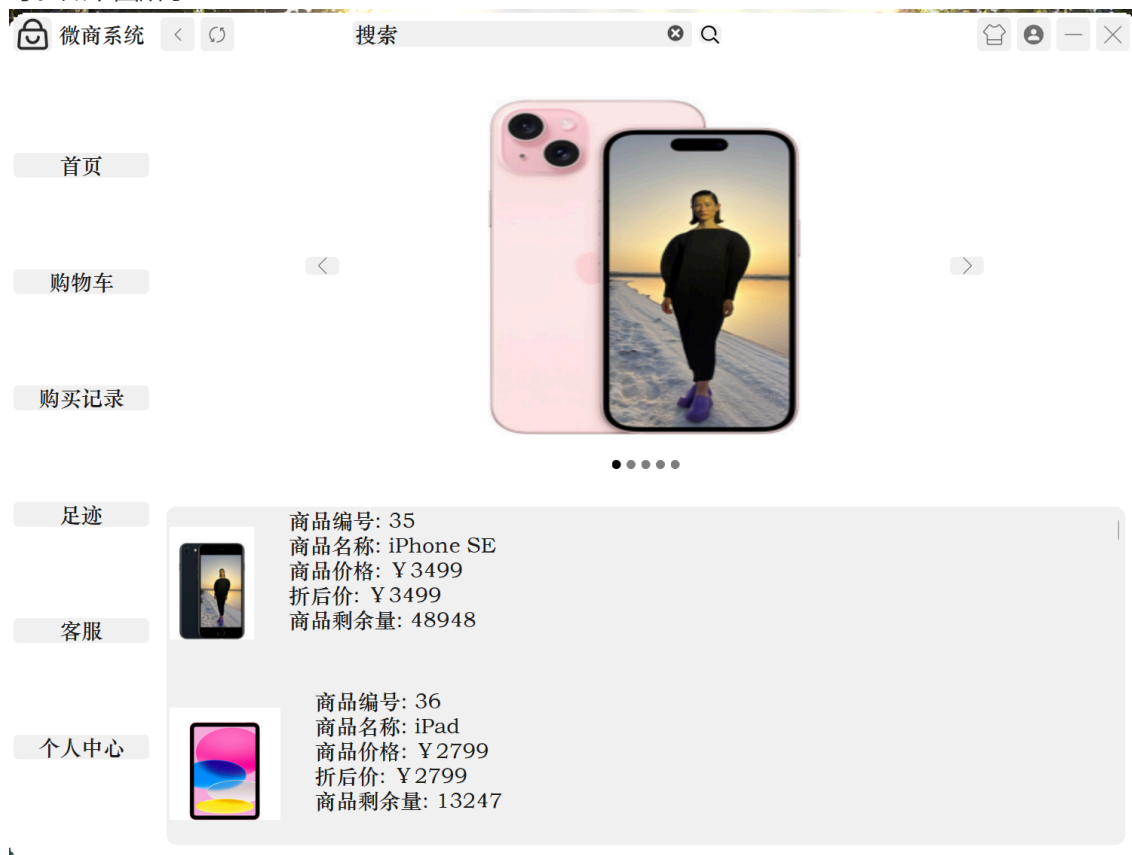 微商系统
搜索
首页
购物车
购买记录
足迹
客服
个人中心
商品编号: 35
商品名称: iPhone SE
商品价格: ￥3499
折后价: ￥3499
商品剩余量: 48948
商品编号: 36
商品名称: iPad
商品价格: ￥2799
折后价: ￥2799
商品剩余量: 13247